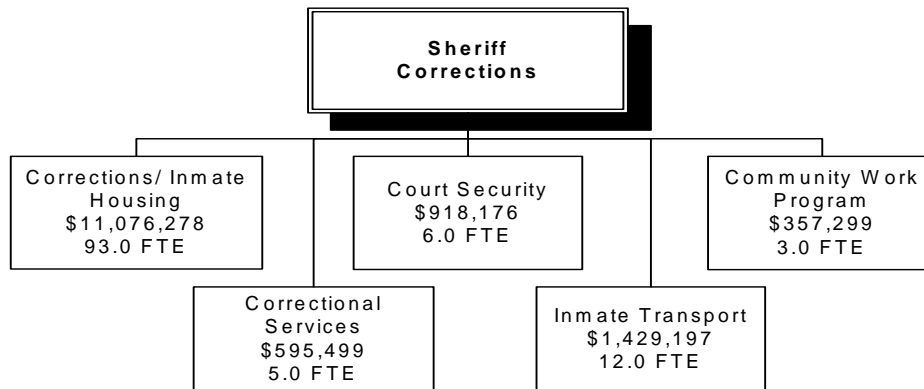 Sheriff
Corrections
Corrections/ Inmate
Housing
$11,076,278
93.0 FTE
Court Security
$918,176
6.0 FTE
Community Work
Program
$357,299
3.0 FTE
Correctional
Services
$595,499
5.0 FTE
Inmate Transport
$1,429,197
12.0 FTE